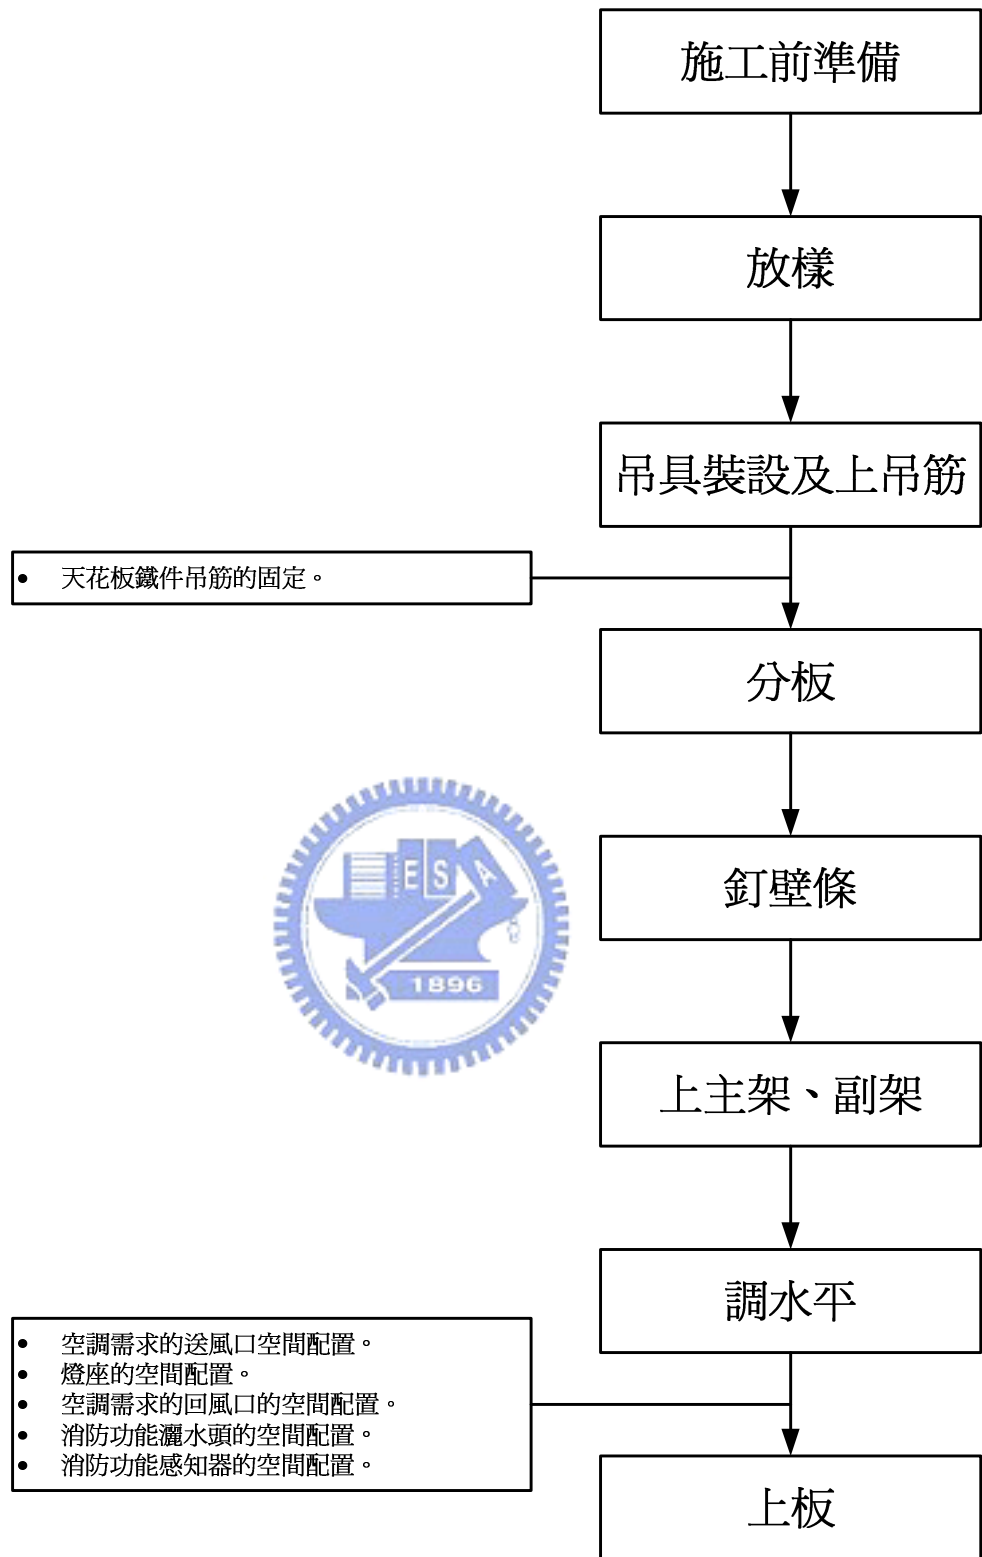 施工前準備
放樣
吊具裝設及上吊筋
• 天花板鐵件吊筋的固定。
分板
釘壁條
E S A
1896
上主架、副架
調水平
• 空調需求的送風口空間配置。
• 燈座的空間配置。
• 空調需求的回風口的空間配置。
• 消防功能灑水頭的空間配置。
• 消防功能感知器的空間配置。
上板